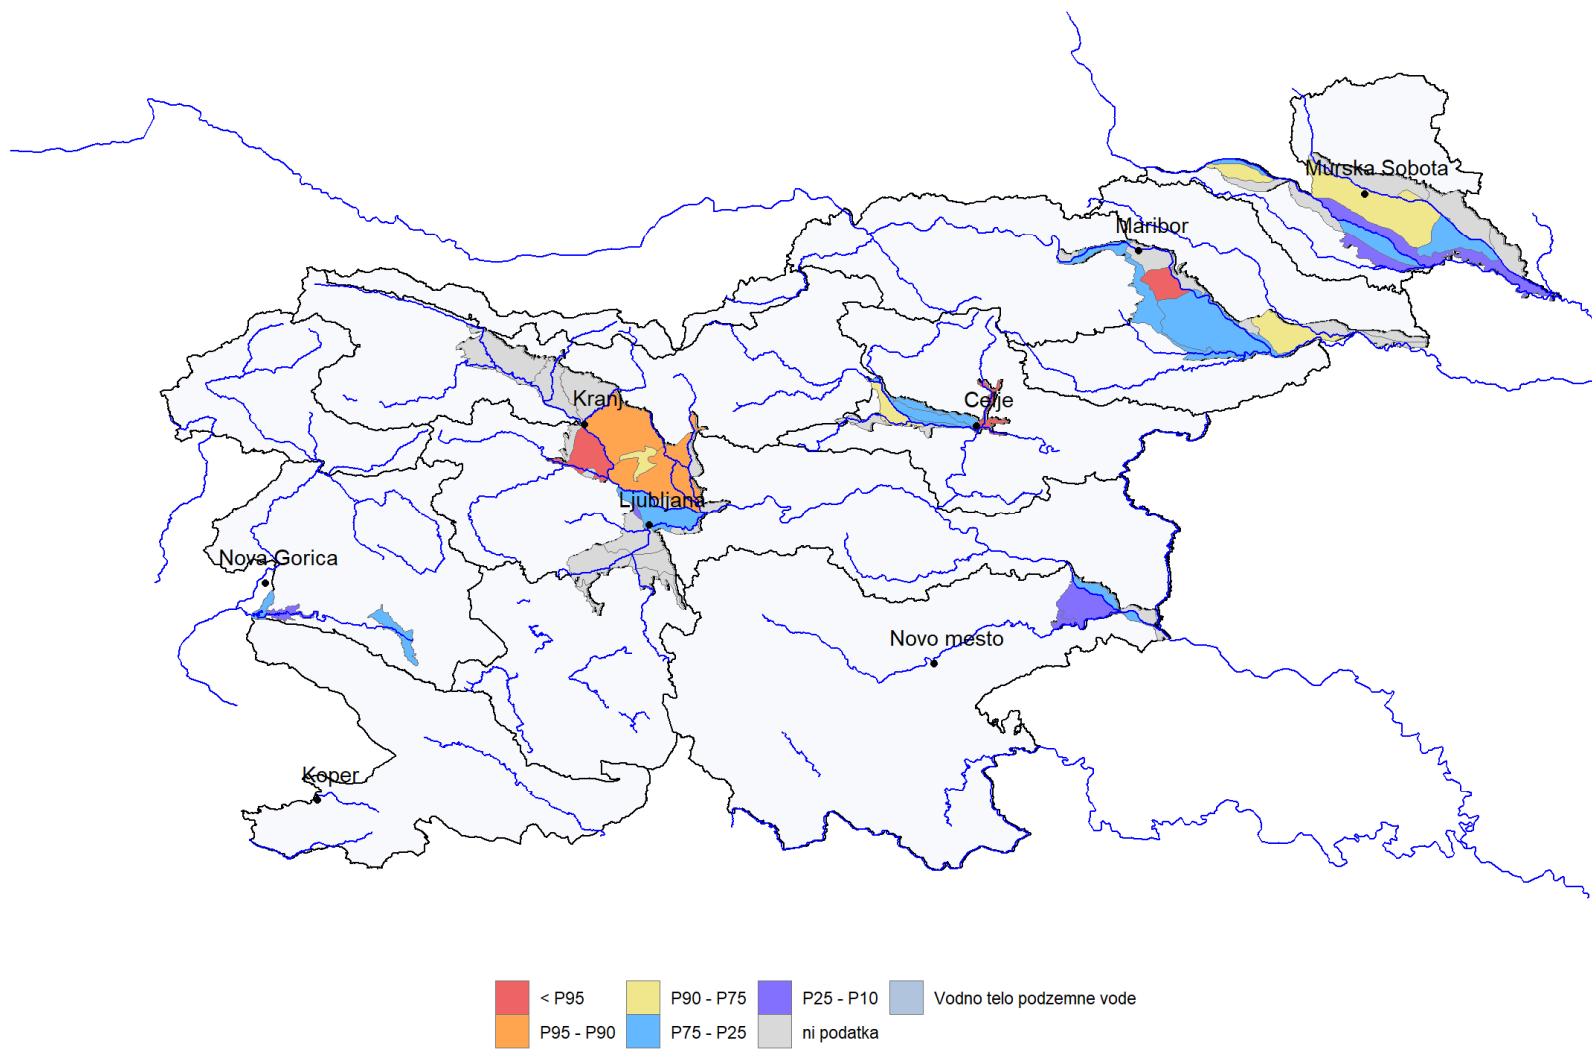 Murska Sobota
Maribor
Kranj
Celje
Ljubljana
Nova Gorica
Novo mesto
Koper
< P95
P90 - P75
P25 - P10
Vodno telo podzemne vode
P95 - P90
P75 - P25
ni podatka